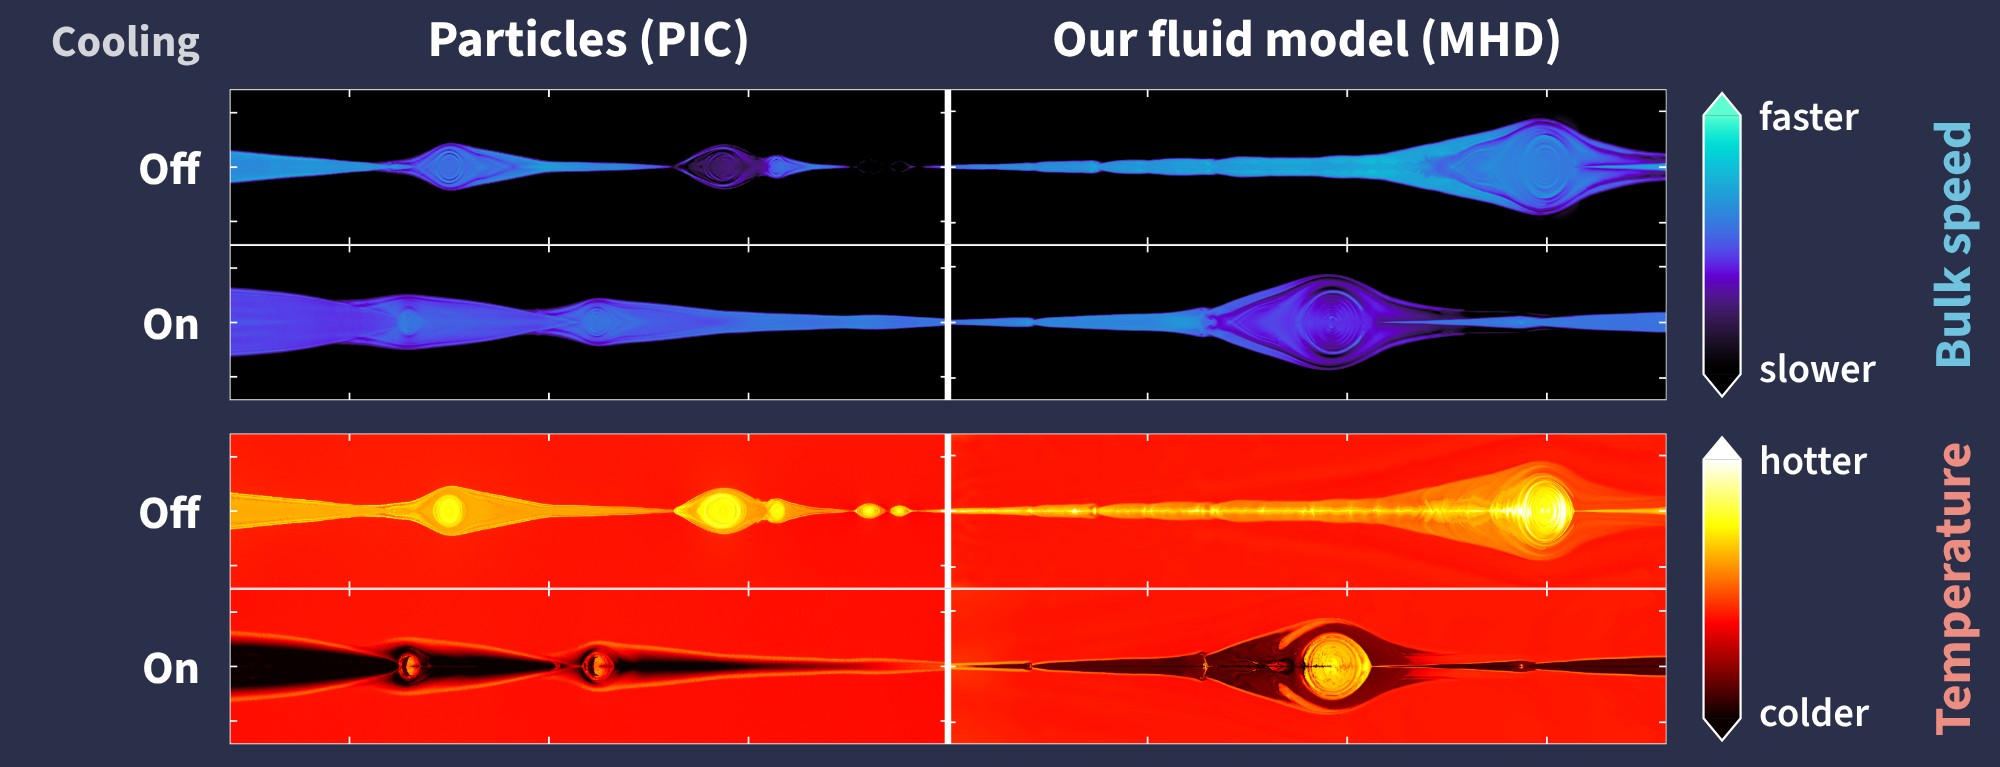 Cooling
Particles (PIC)
Our fluid model (MHD)
Off
On
faster
slower
Bulk speed
Off
On
hotter
colder
Temperature